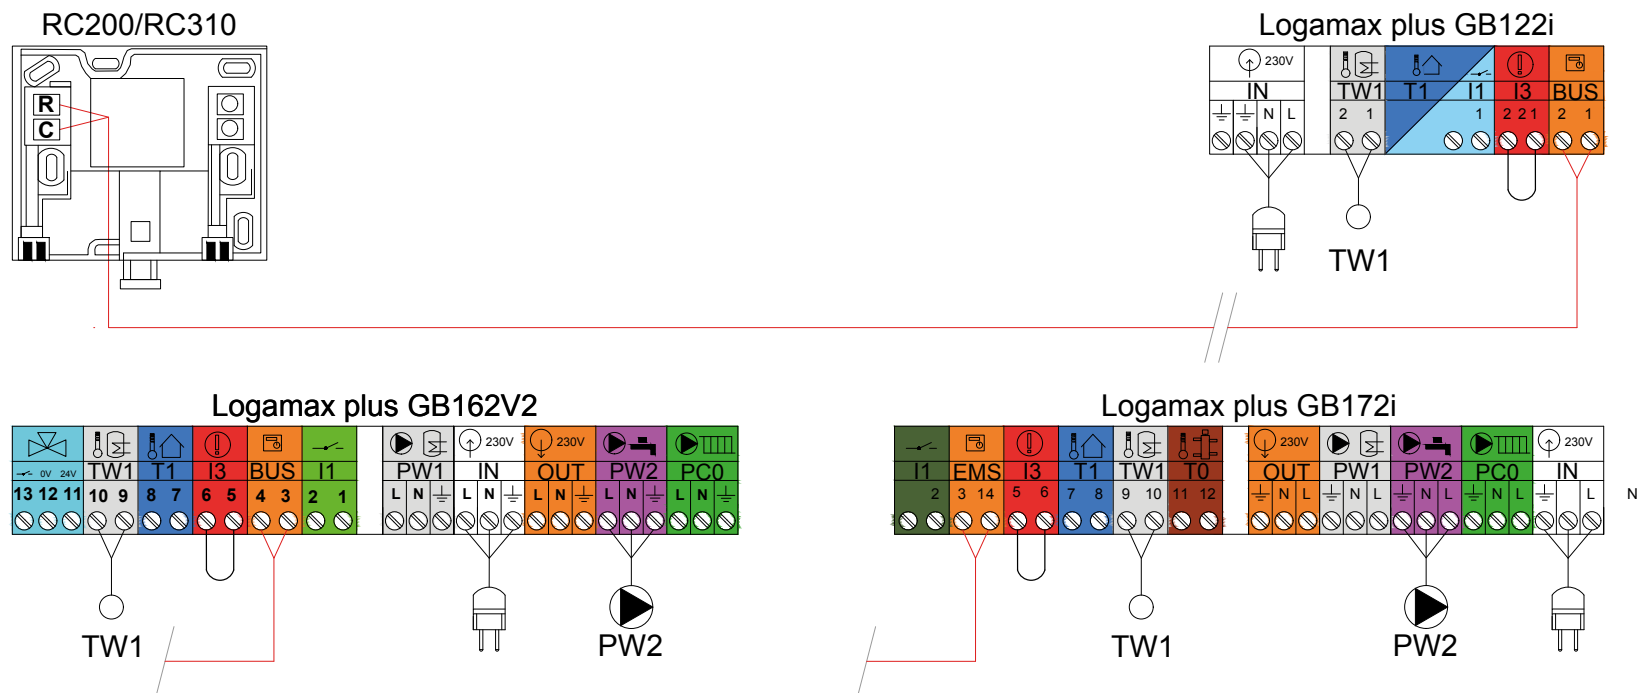 RC200/RC310
R
C
Logamax plus GB122i
230V
IN TW1 T1 I1 I3 BUS
N L 2 1 1 2 2 1 2 1
TW1
Logamax plus GB162V2
230V 230V
0V 24V TW1 T1 I3 BUS I1 PW1 IN OUT PW2 PC0
13 12 11 10 9 8 7 6 5 4 3 2 1 L N L N L N L N L N
TW1 PW2
Logamax plus GB172i
230V 230V
I1 EMS I3 T1 TW1 T0 OUT PW1 PW2 PC0 IN
2 3 14 5 6 7 8 9 10 11 12 N L N L N L N L L N
TW1 PW2